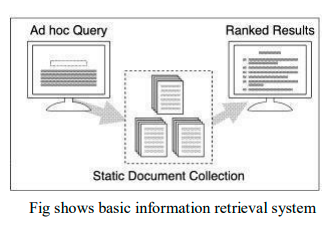 Ad hoc Query
Ranked Results
Static Document Collection
Fig shows basic information retrieval system